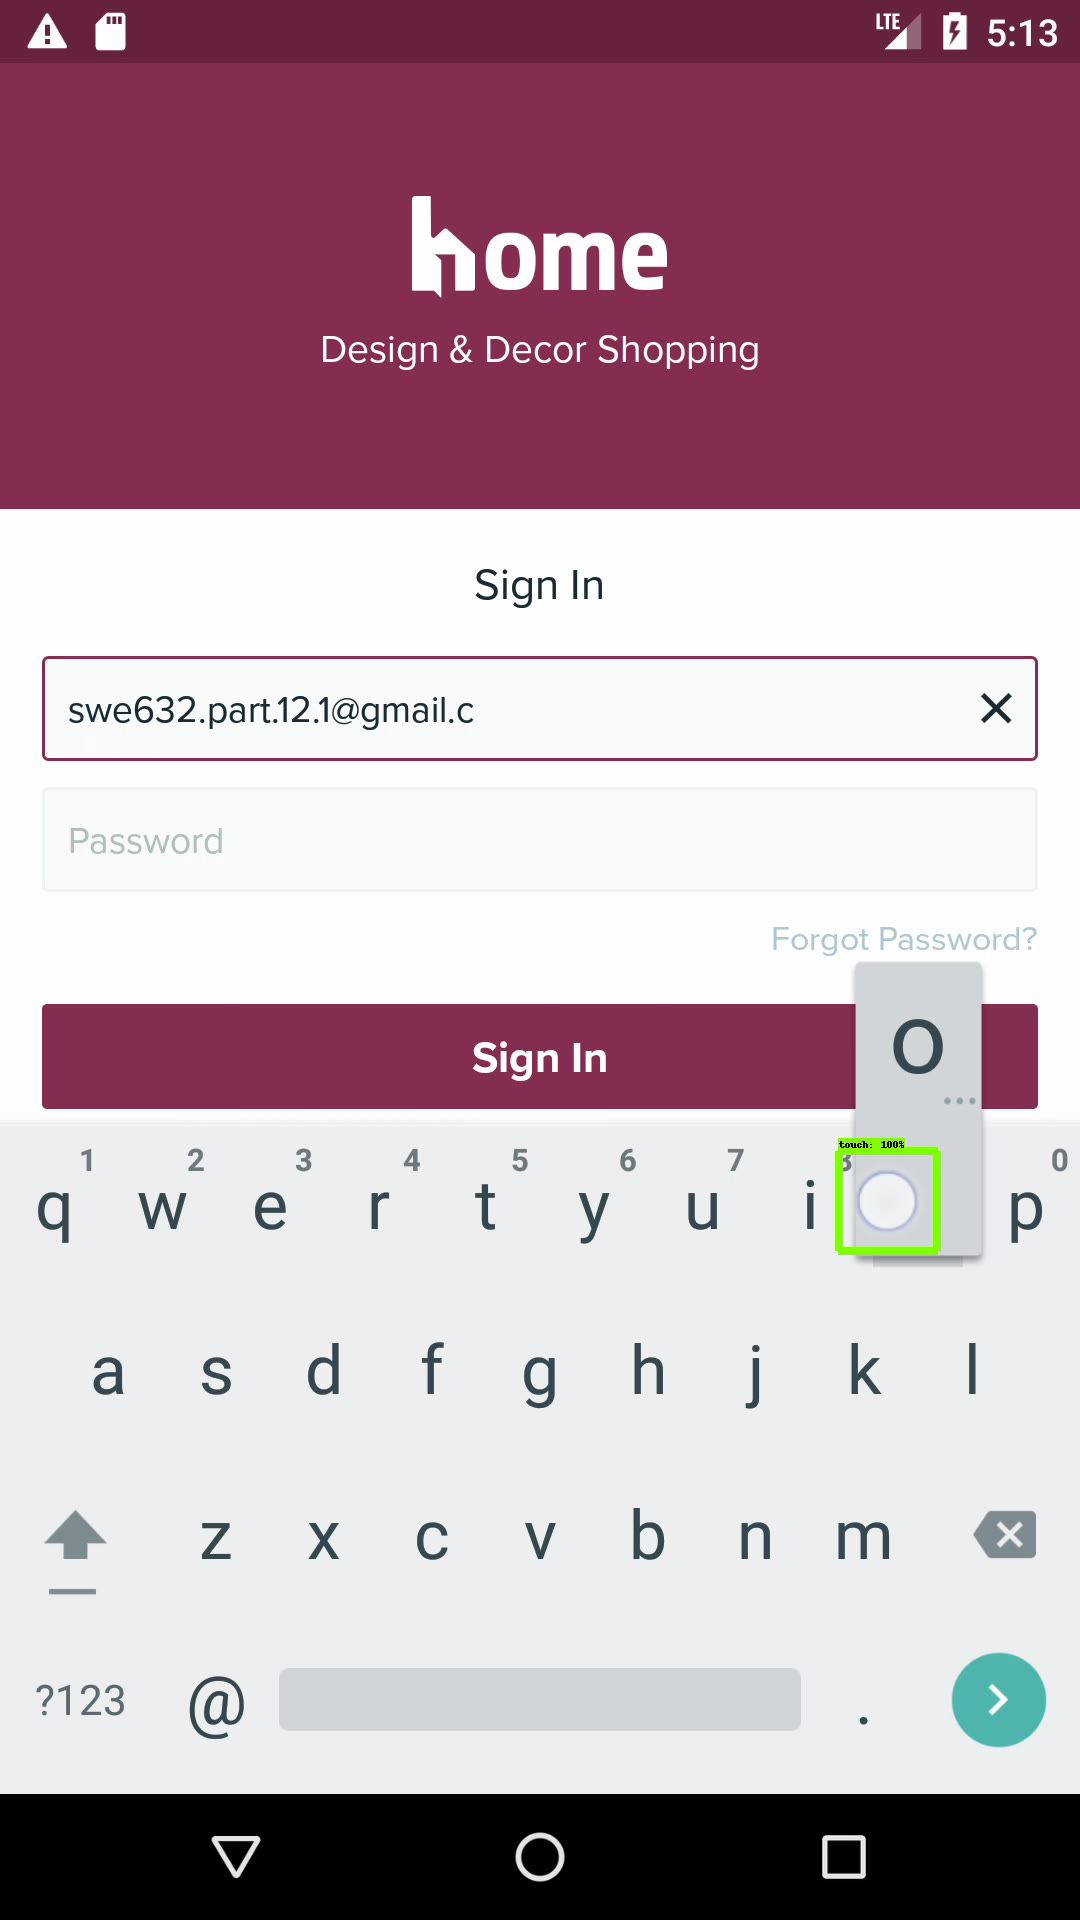 LTE 5:13
home
Design & Decor Shopping
Sign In
swe632.part.12.1@gmail.c
Password
Forgot Password?
Sign In
o
...
touch: 100%
1 2 3 4 5 6 7 8 0
q w e r t y u i p
a s d f g h j k l
z x c v b n m
?123 @ .